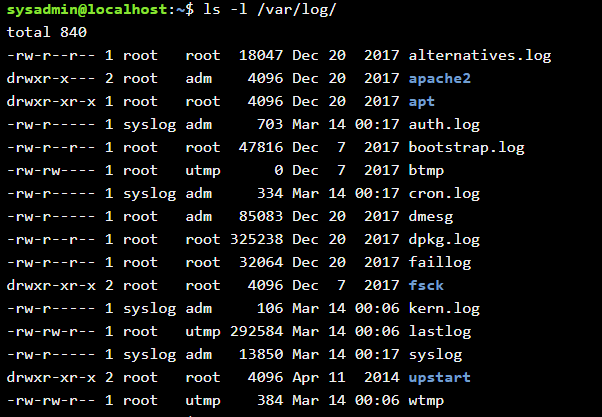 sysadmin@localhost:~$ ls -l /var/log/
total 840
-rw-r--r-- 1 root   root  18047 Dec 20  2017 alternatives.log
drwxr-x--- 2 root   adm    4096 Dec 20  2017 apache2
drwxr-xr-x 1 root   root   4096 Dec 20  2017 apt
-rw-r----- 1 syslog adm     703 Mar 14 00:17 auth.log
-rw-r--r-- 1 root   root  47816 Dec  7  2017 bootstrap.log
-rw-rw---- 1 root   utmp      0 Dec  7  2017 btmp
-rw-r----- 1 syslog adm     334 Mar 14 00:17 cron.log
-rw-r----- 1 root   adm   85083 Dec 20  2017 dmesg
-rw-r--r-- 1 root   root 325238 Dec 20  2017 dpkg.log
-rw-r--r-- 1 root   root  32064 Dec 20  2017 faillog
drwxr-xr-x 2 root   root   4096 Dec  7  2017 fsck
-rw-r----- 1 syslog adm     106 Mar 14 00:06 kern.log
-rw-rw-r-- 1 root   utmp 292584 Mar 14 00:06 lastlog
-rw-r----- 1 syslog adm   13850 Mar 14 00:17 syslog
drwxr-xr-x 2 root   root   4096 Apr 11  2014 upstart
-rw-rw-r-- 1 root   utmp    384 Mar 14 00:06 wtmp